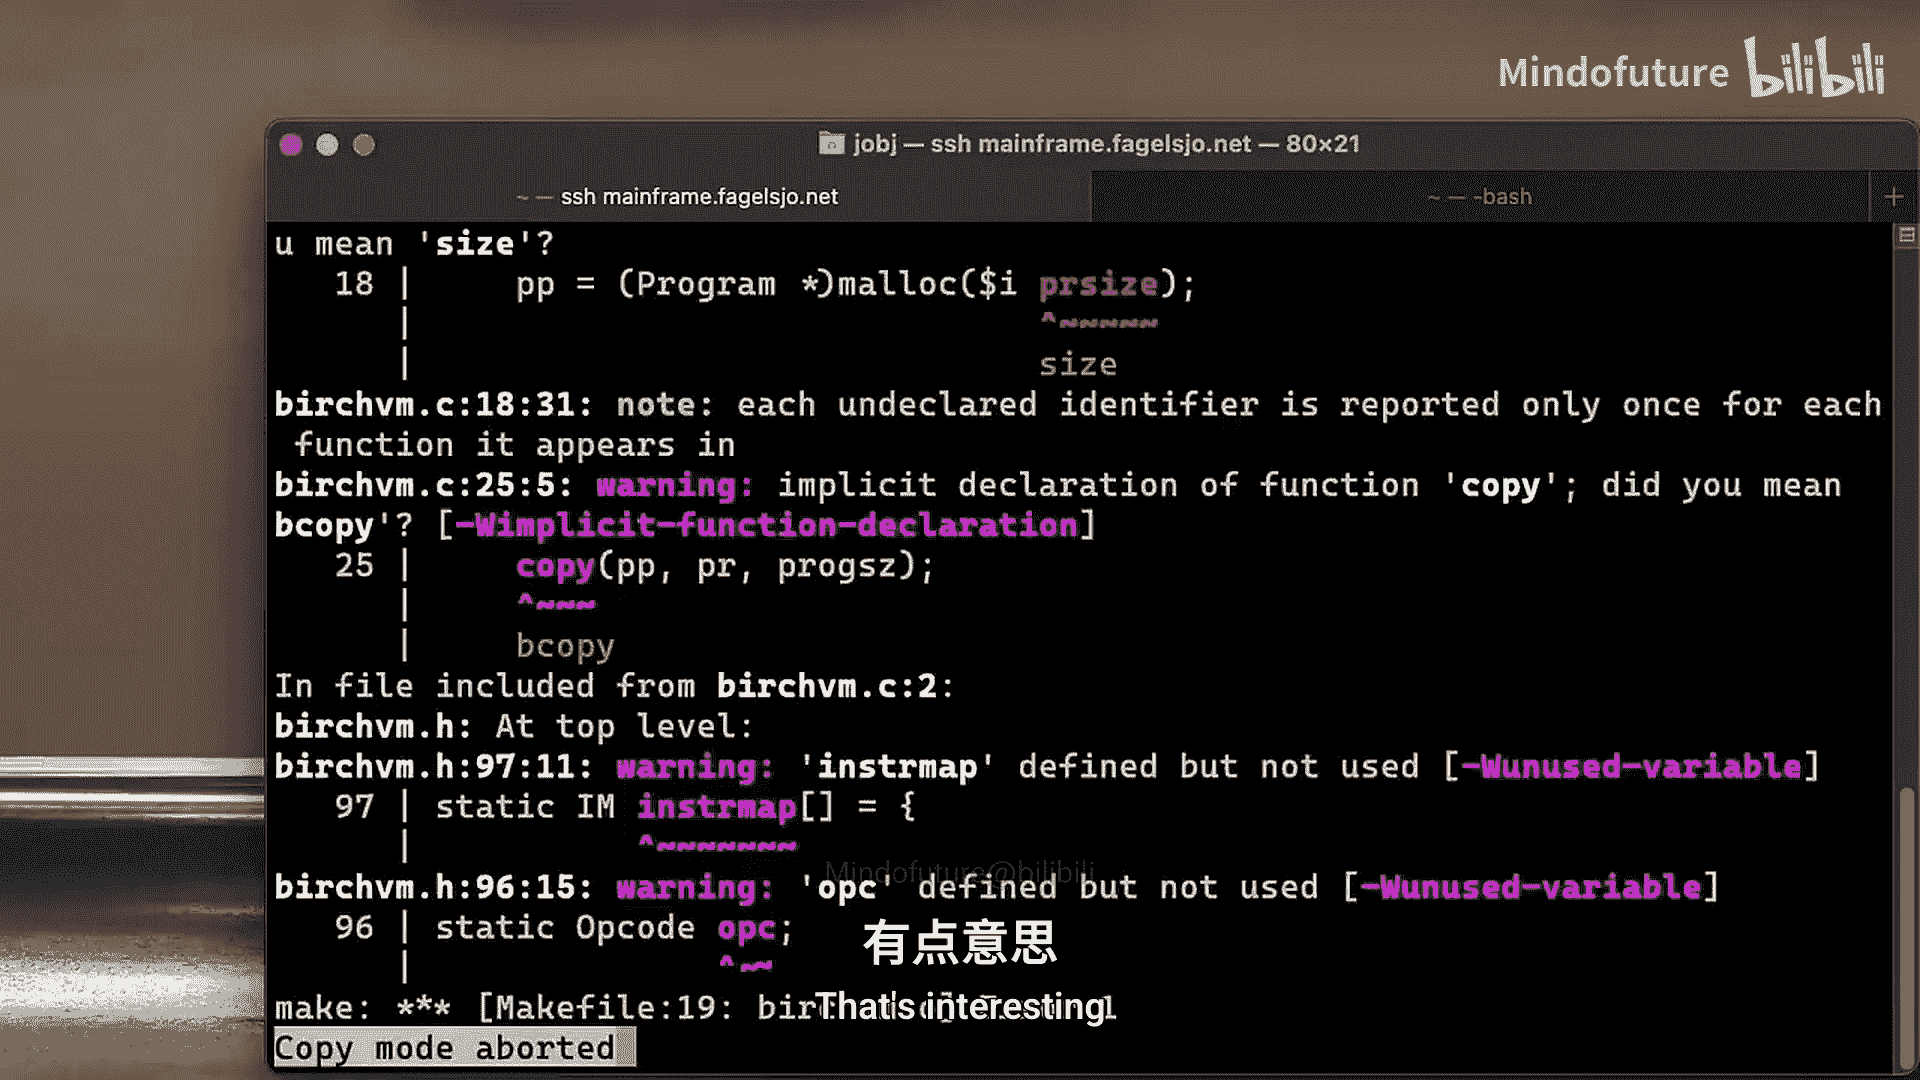 Mindofuture bilibili
jobj — ssh mainframe.fagelsjo.net — 80×21
~ — ssh mainframe.fagelsjo.net
~ — -bash
+
u mean 'size'?
   18 |     pp = (Program *)malloc($i prsize);
      |                               ^~~~~~
      |                               size
birchvm.c:18:31: note: each undeclared identifier is reported only once for each
 function it appears in
birchvm.c:25:5: warning: implicit declaration of function 'copy'; did you mean
bcopy'? [-Wimplicit-function-declaration]
   25 |     copy(pp, pr, progsz);
      |     ^~~~
      |     bcopy
In file included from birchvm.c:2:
birchvm.h: At top level:
birchvm.h:97:11: warning: 'instrmap' defined but not used [-Wunused-variable]
   97 | static IM instrmap[] = {
      |           ^~~~~~~~
Mindofuture@bilibili
birchvm.h:96:15: warning: 'opc' defined but not used [-Wunused-variable]
   96 | static Opcode opc;
      |               ^~~
有点意思
make: *** [Makefile:19:
That's interesting
Copy mode aborted